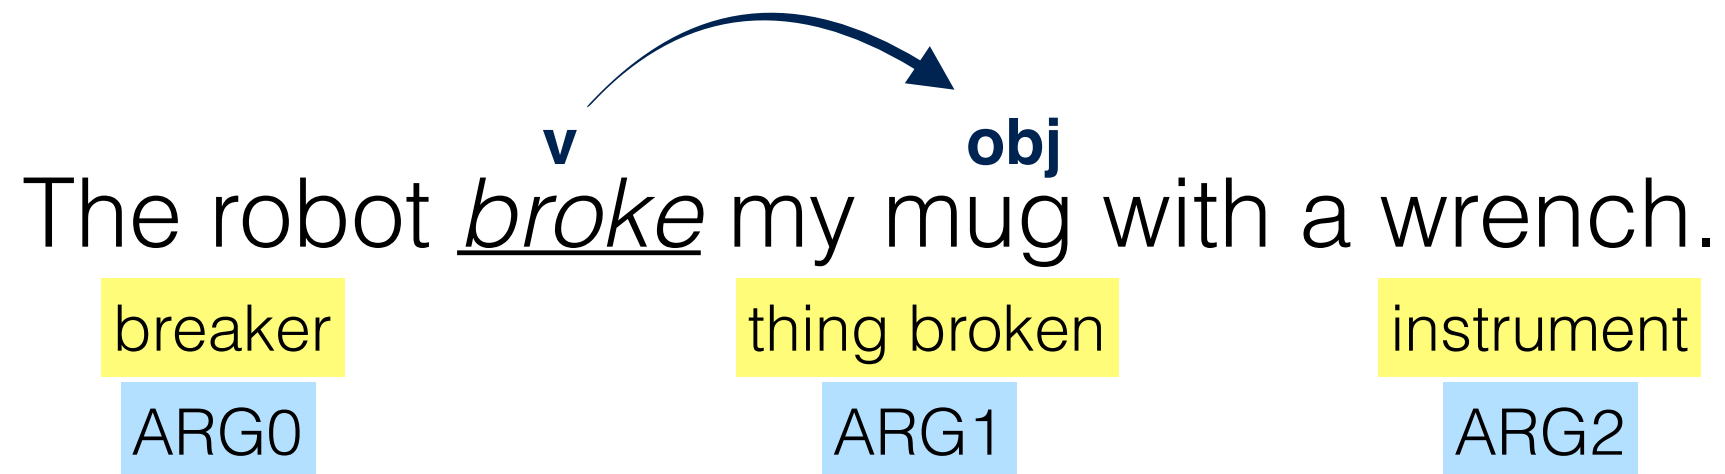 v obj
The robot broke my mug with a wrench.
breaker thing broken instrument
ARG0 ARG1 ARG2